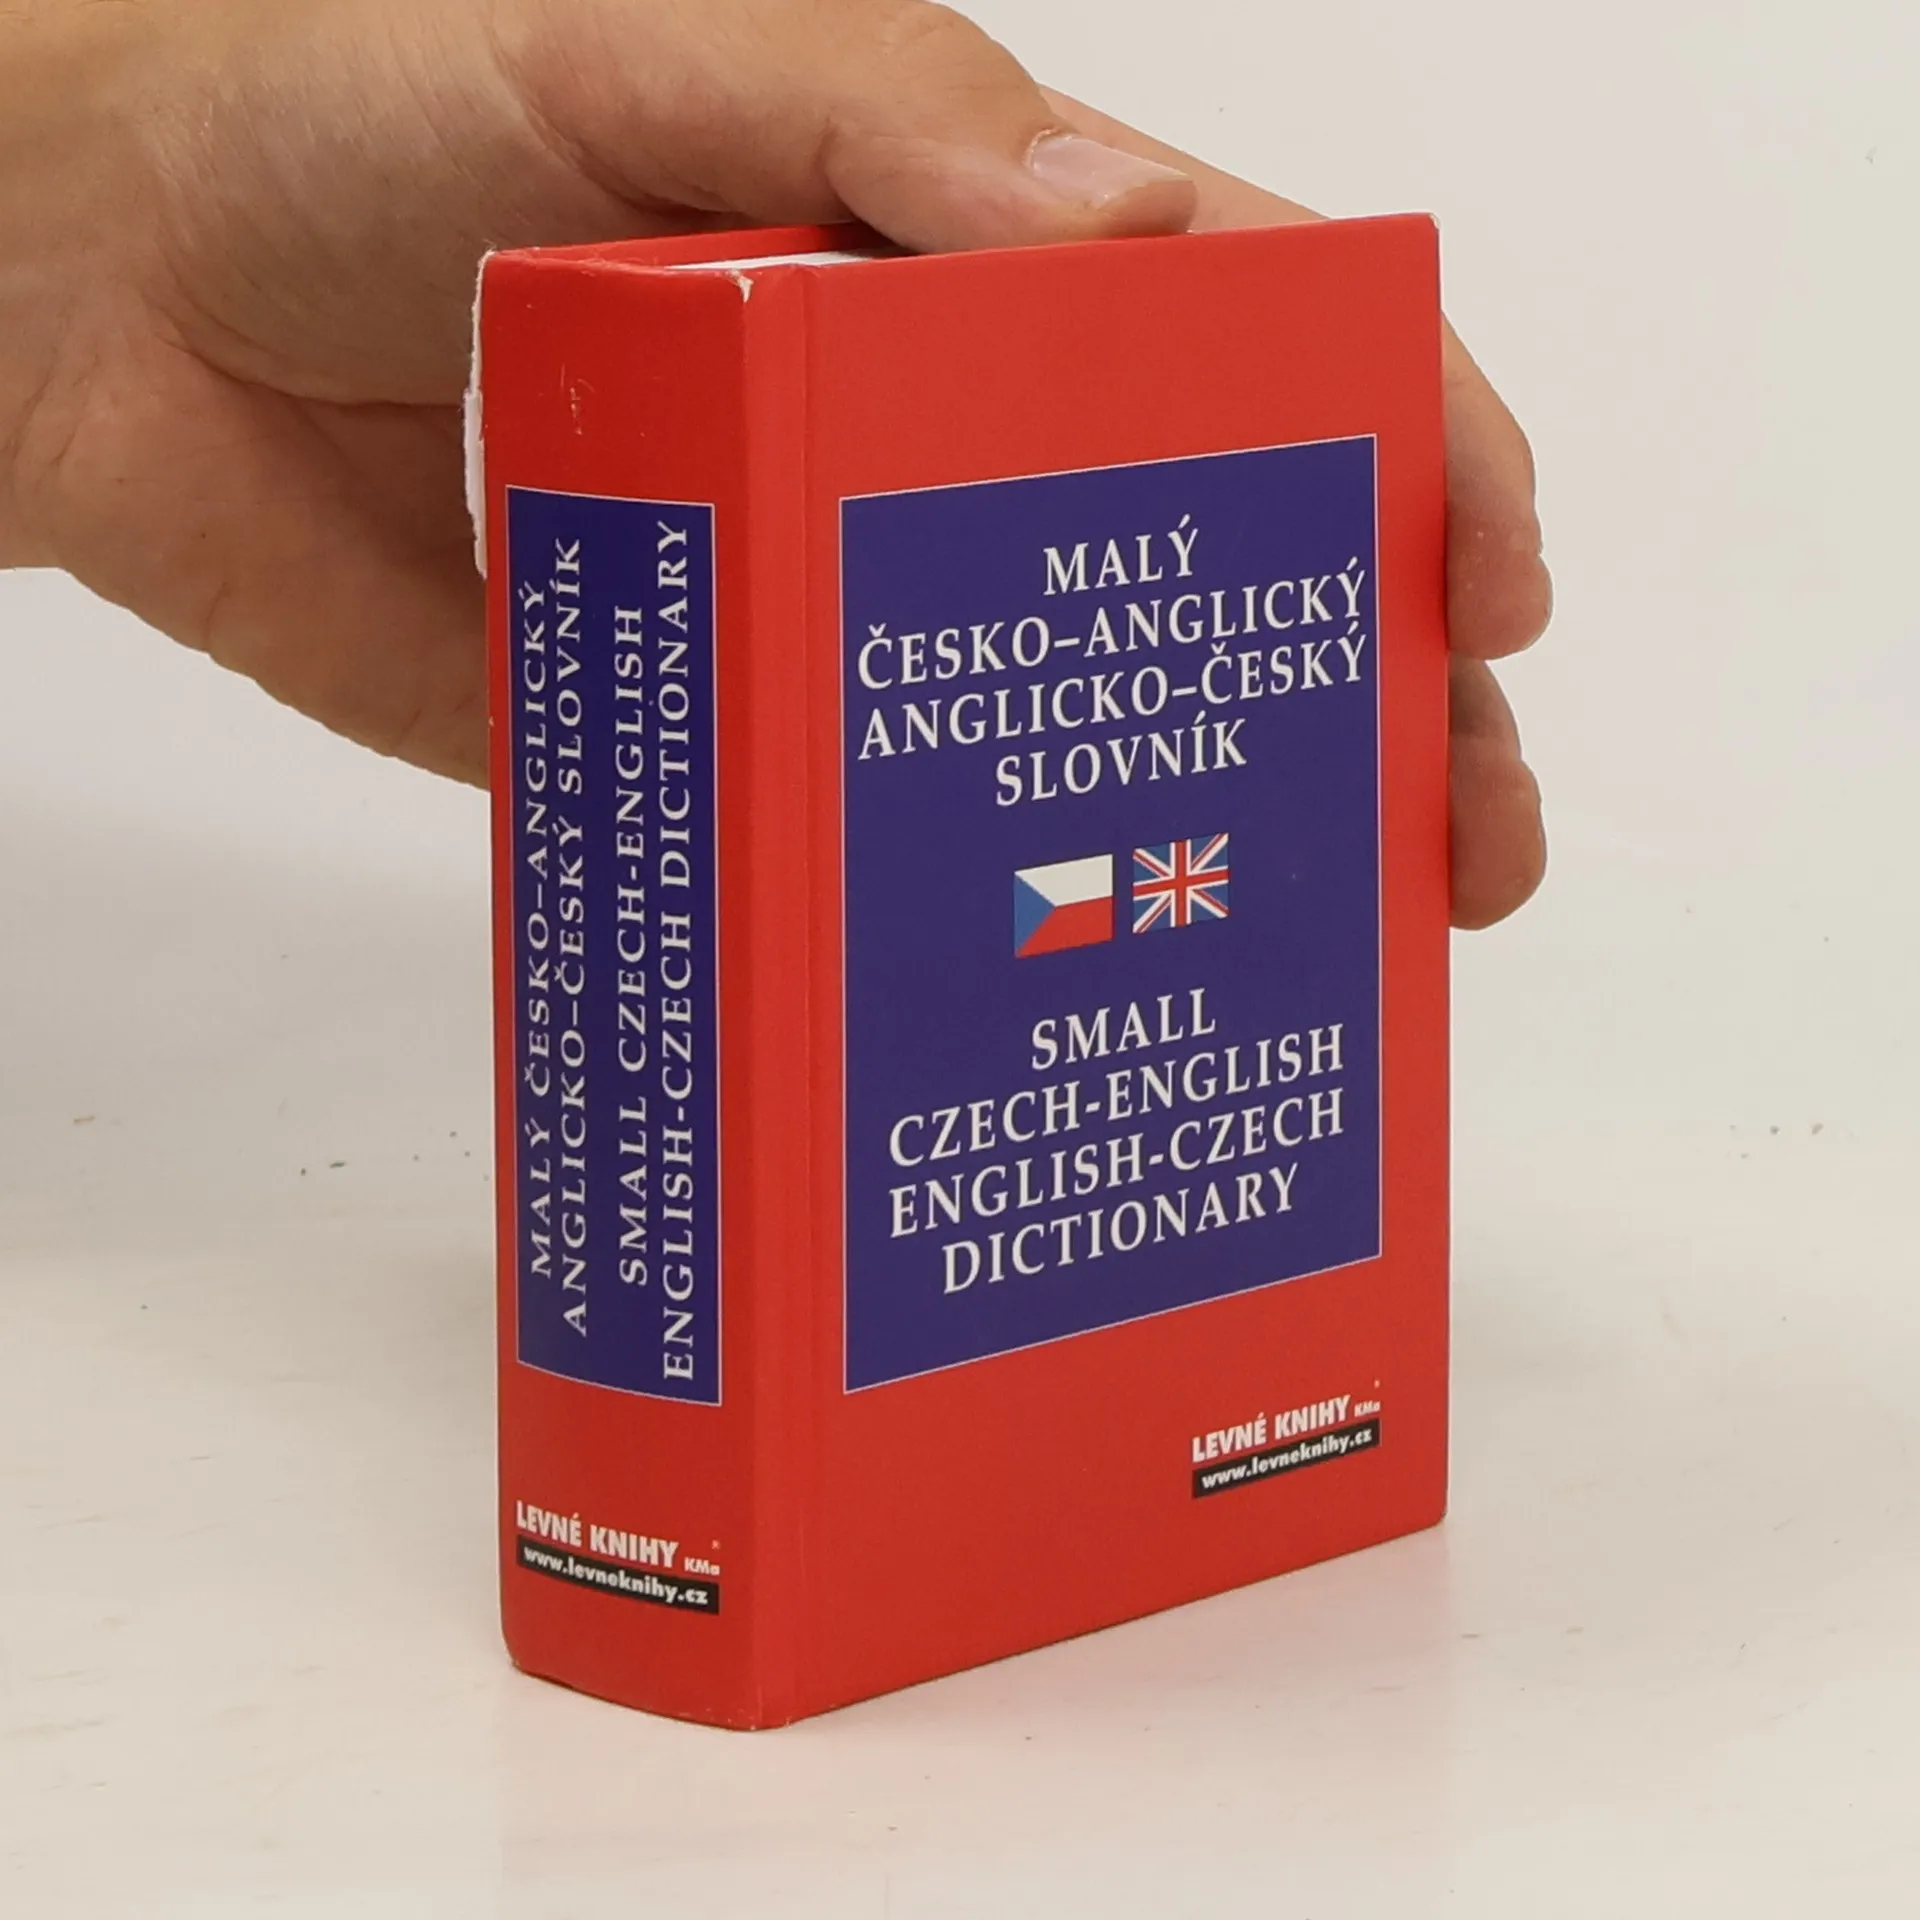 MALÝ ČESKO–ANGLICKÝ
ANGLICKO–ČESKÝ SLOVNÍK
SMALL CZECH-ENGLISH
ENGLISH-CZECH DICTIONARY
LEVNÉ KNIHY KMa
www.levneknihy.cz
MALÝ
ČESKO–ANGLICKÝ
ANGLICKO–ČESKÝ
SLOVNÍK
SMALL
CZECH-ENGLISH
ENGLISH-CZECH
DICTIONARY
LEVNÉ KNIHY KMa
www.levneknihy.cz